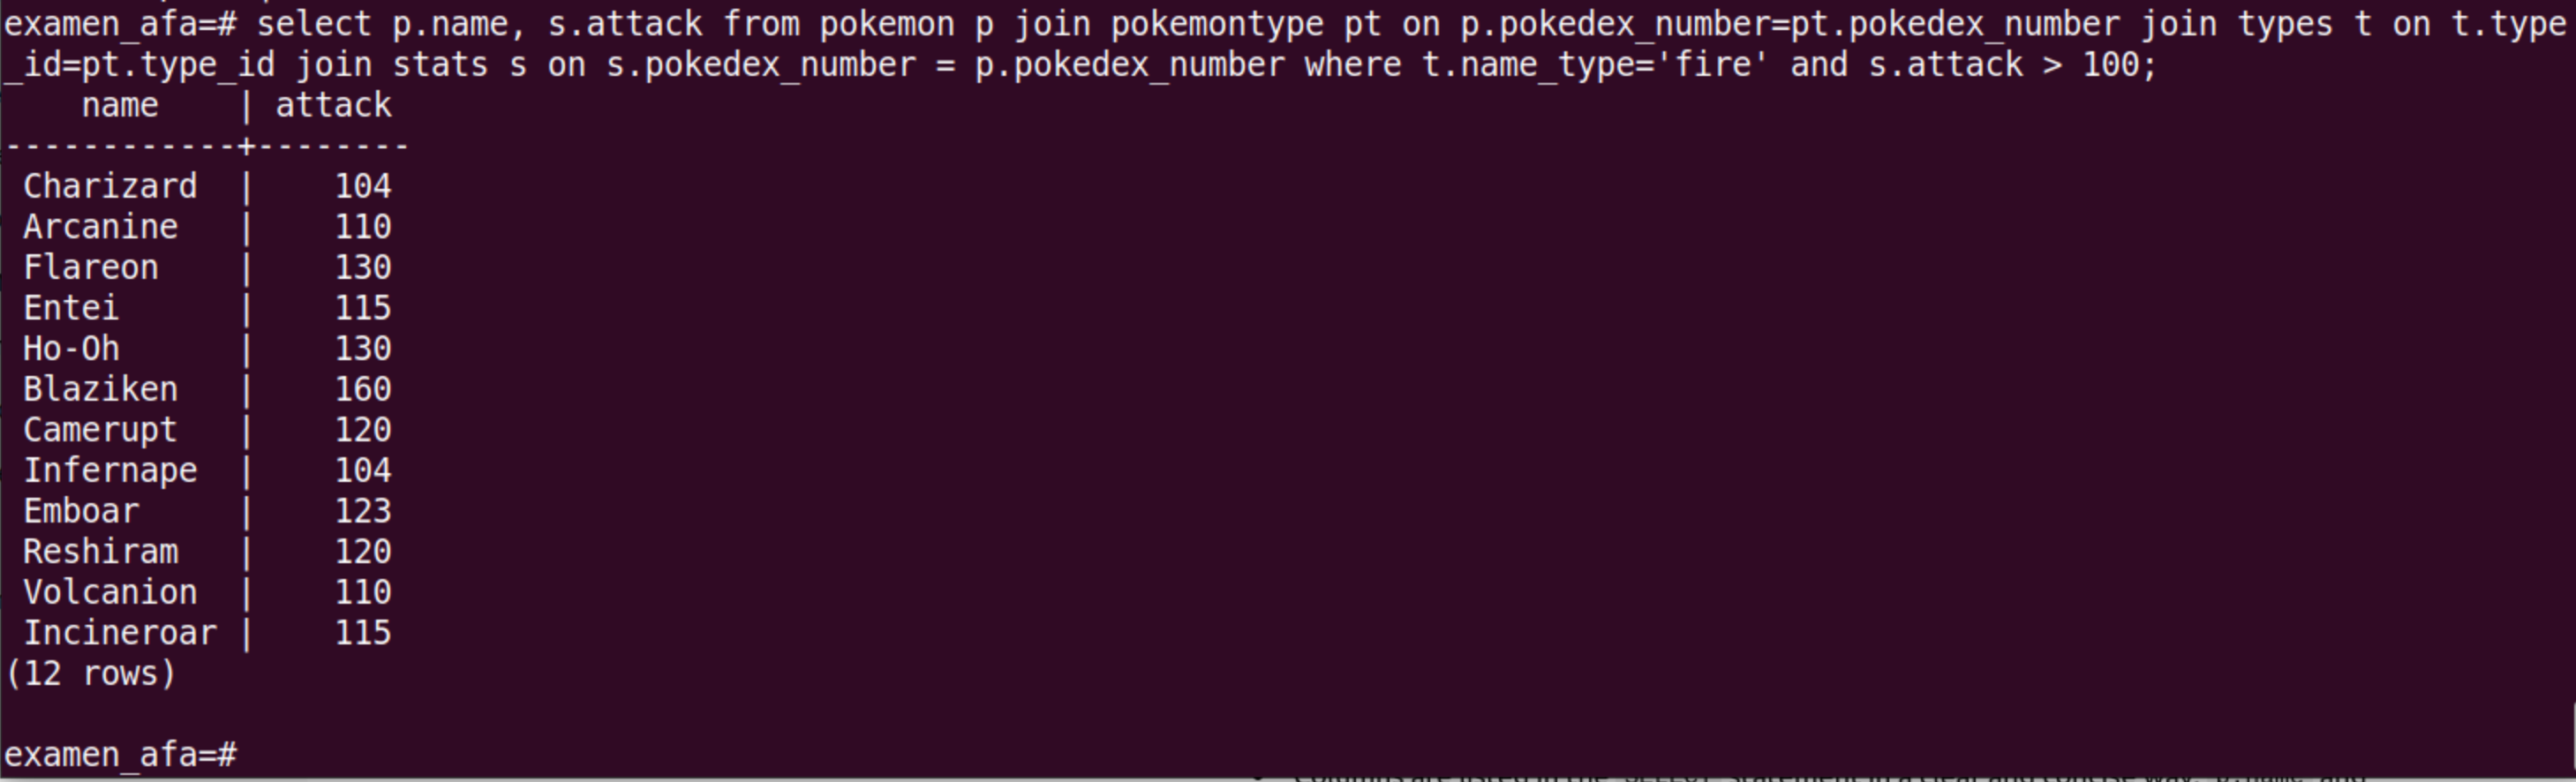 examen_afa=# select p.name, s.attack from pokemon p join pokemontype pt on p.pokedex_number=pt.pokedex_number join types t on t.type
_id=pt.type_id join stats s on s.pokedex_number = p.pokedex_number where t.name_type='fire' and s.attack > 100;
    name    | attack
------------+--------
 Charizard  |    104
 Arcanine   |    110
 Flareon    |    130
 Entei      |    115
 Ho-Oh      |    130
 Blaziken   |    160
 Camerupt   |    120
 Infernape  |    104
 Emboar     |    123
 Reshiram   |    120
 Volcanion  |    110
 Incineroar |    115
(12 rows)
examen_afa=#